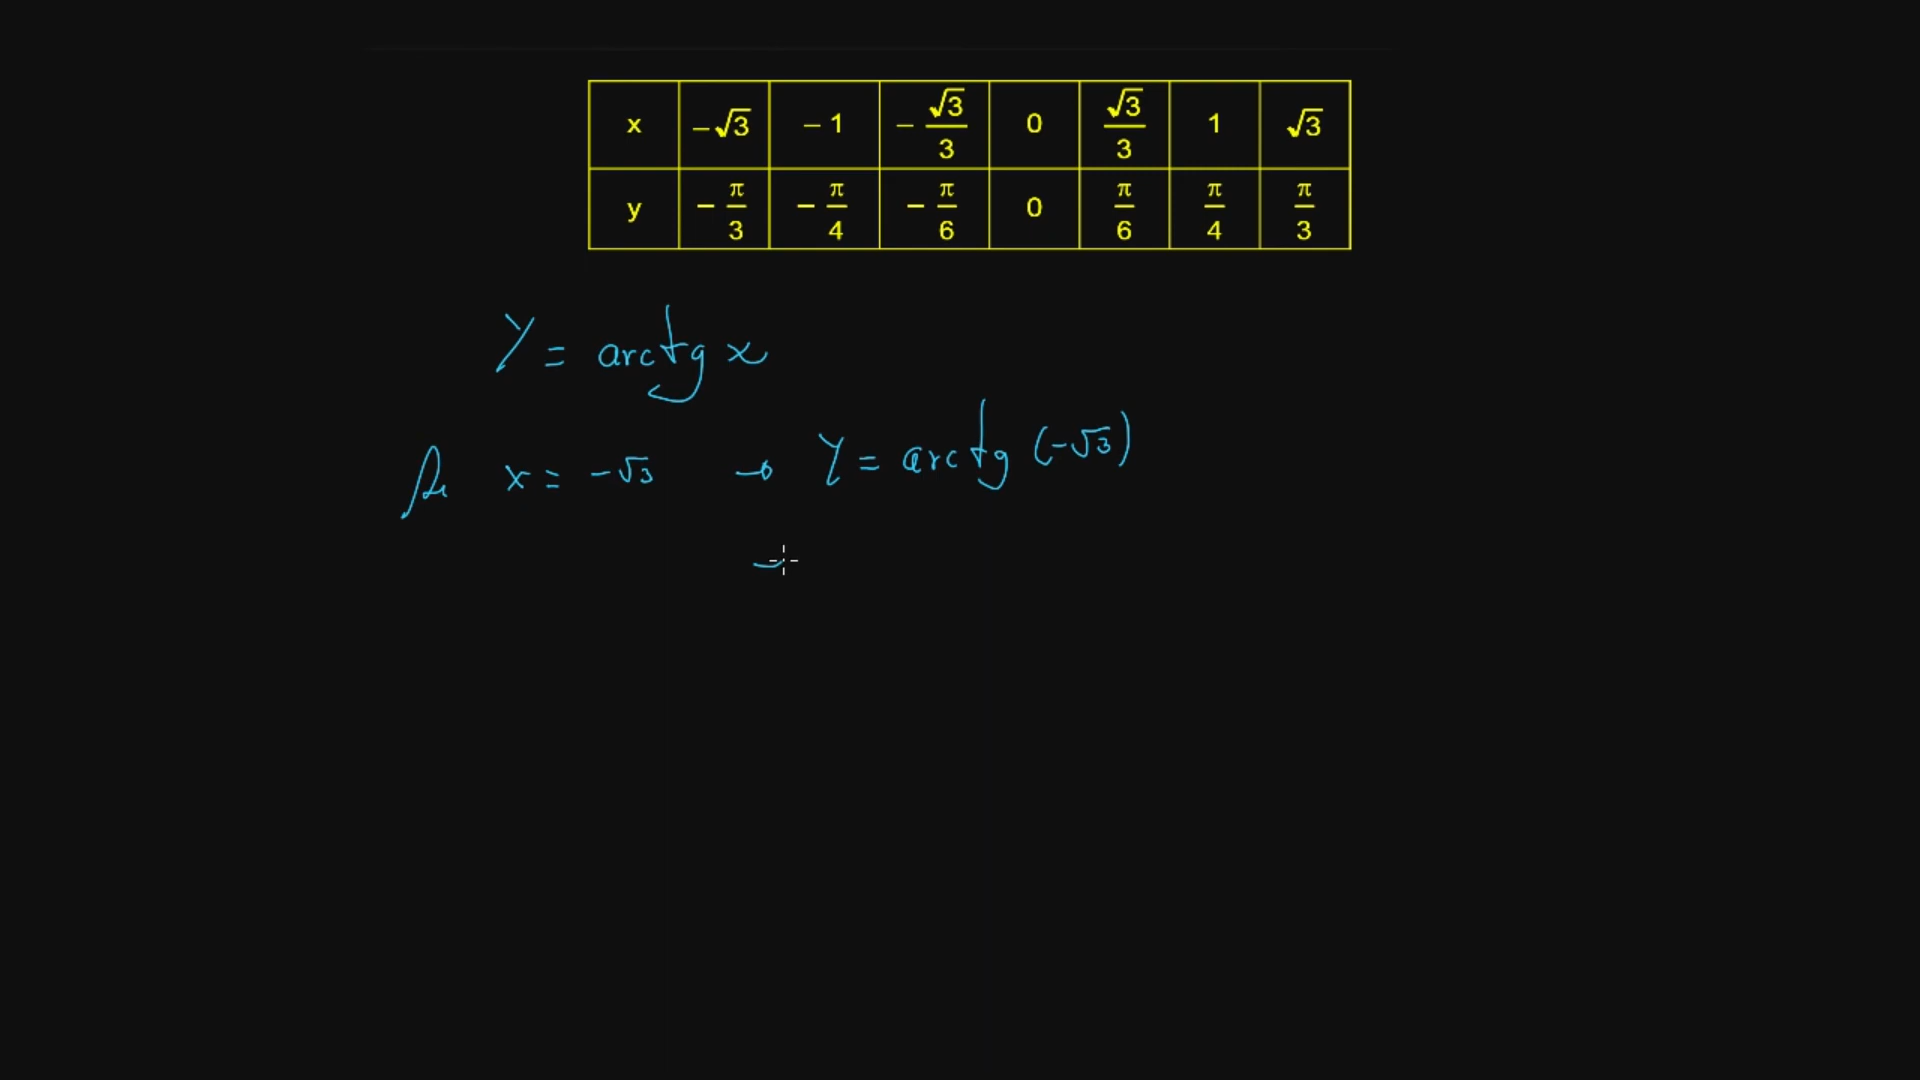 x −√3 −1 −√3/3 0 √3/3 1 √3
y −π/3 −π/4 −π/6 0 π/6 π/4 π/3
Y = arctg x
x = −√3 → Y = arctg (−√3)